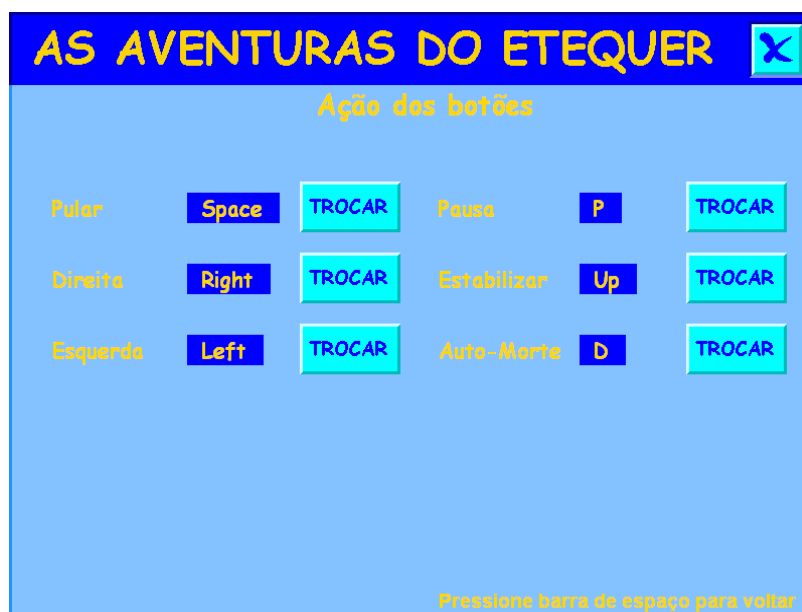 AS AVENTURAS DO ETEQUER X
Ação dos botões
Pular Space TROCAR Pausa P TROCAR
Direita Right TROCAR Estabilizar Up TROCAR
Esquerda Left TROCAR Auto-Morte D TROCAR
Pressione barra de espaço para voltar